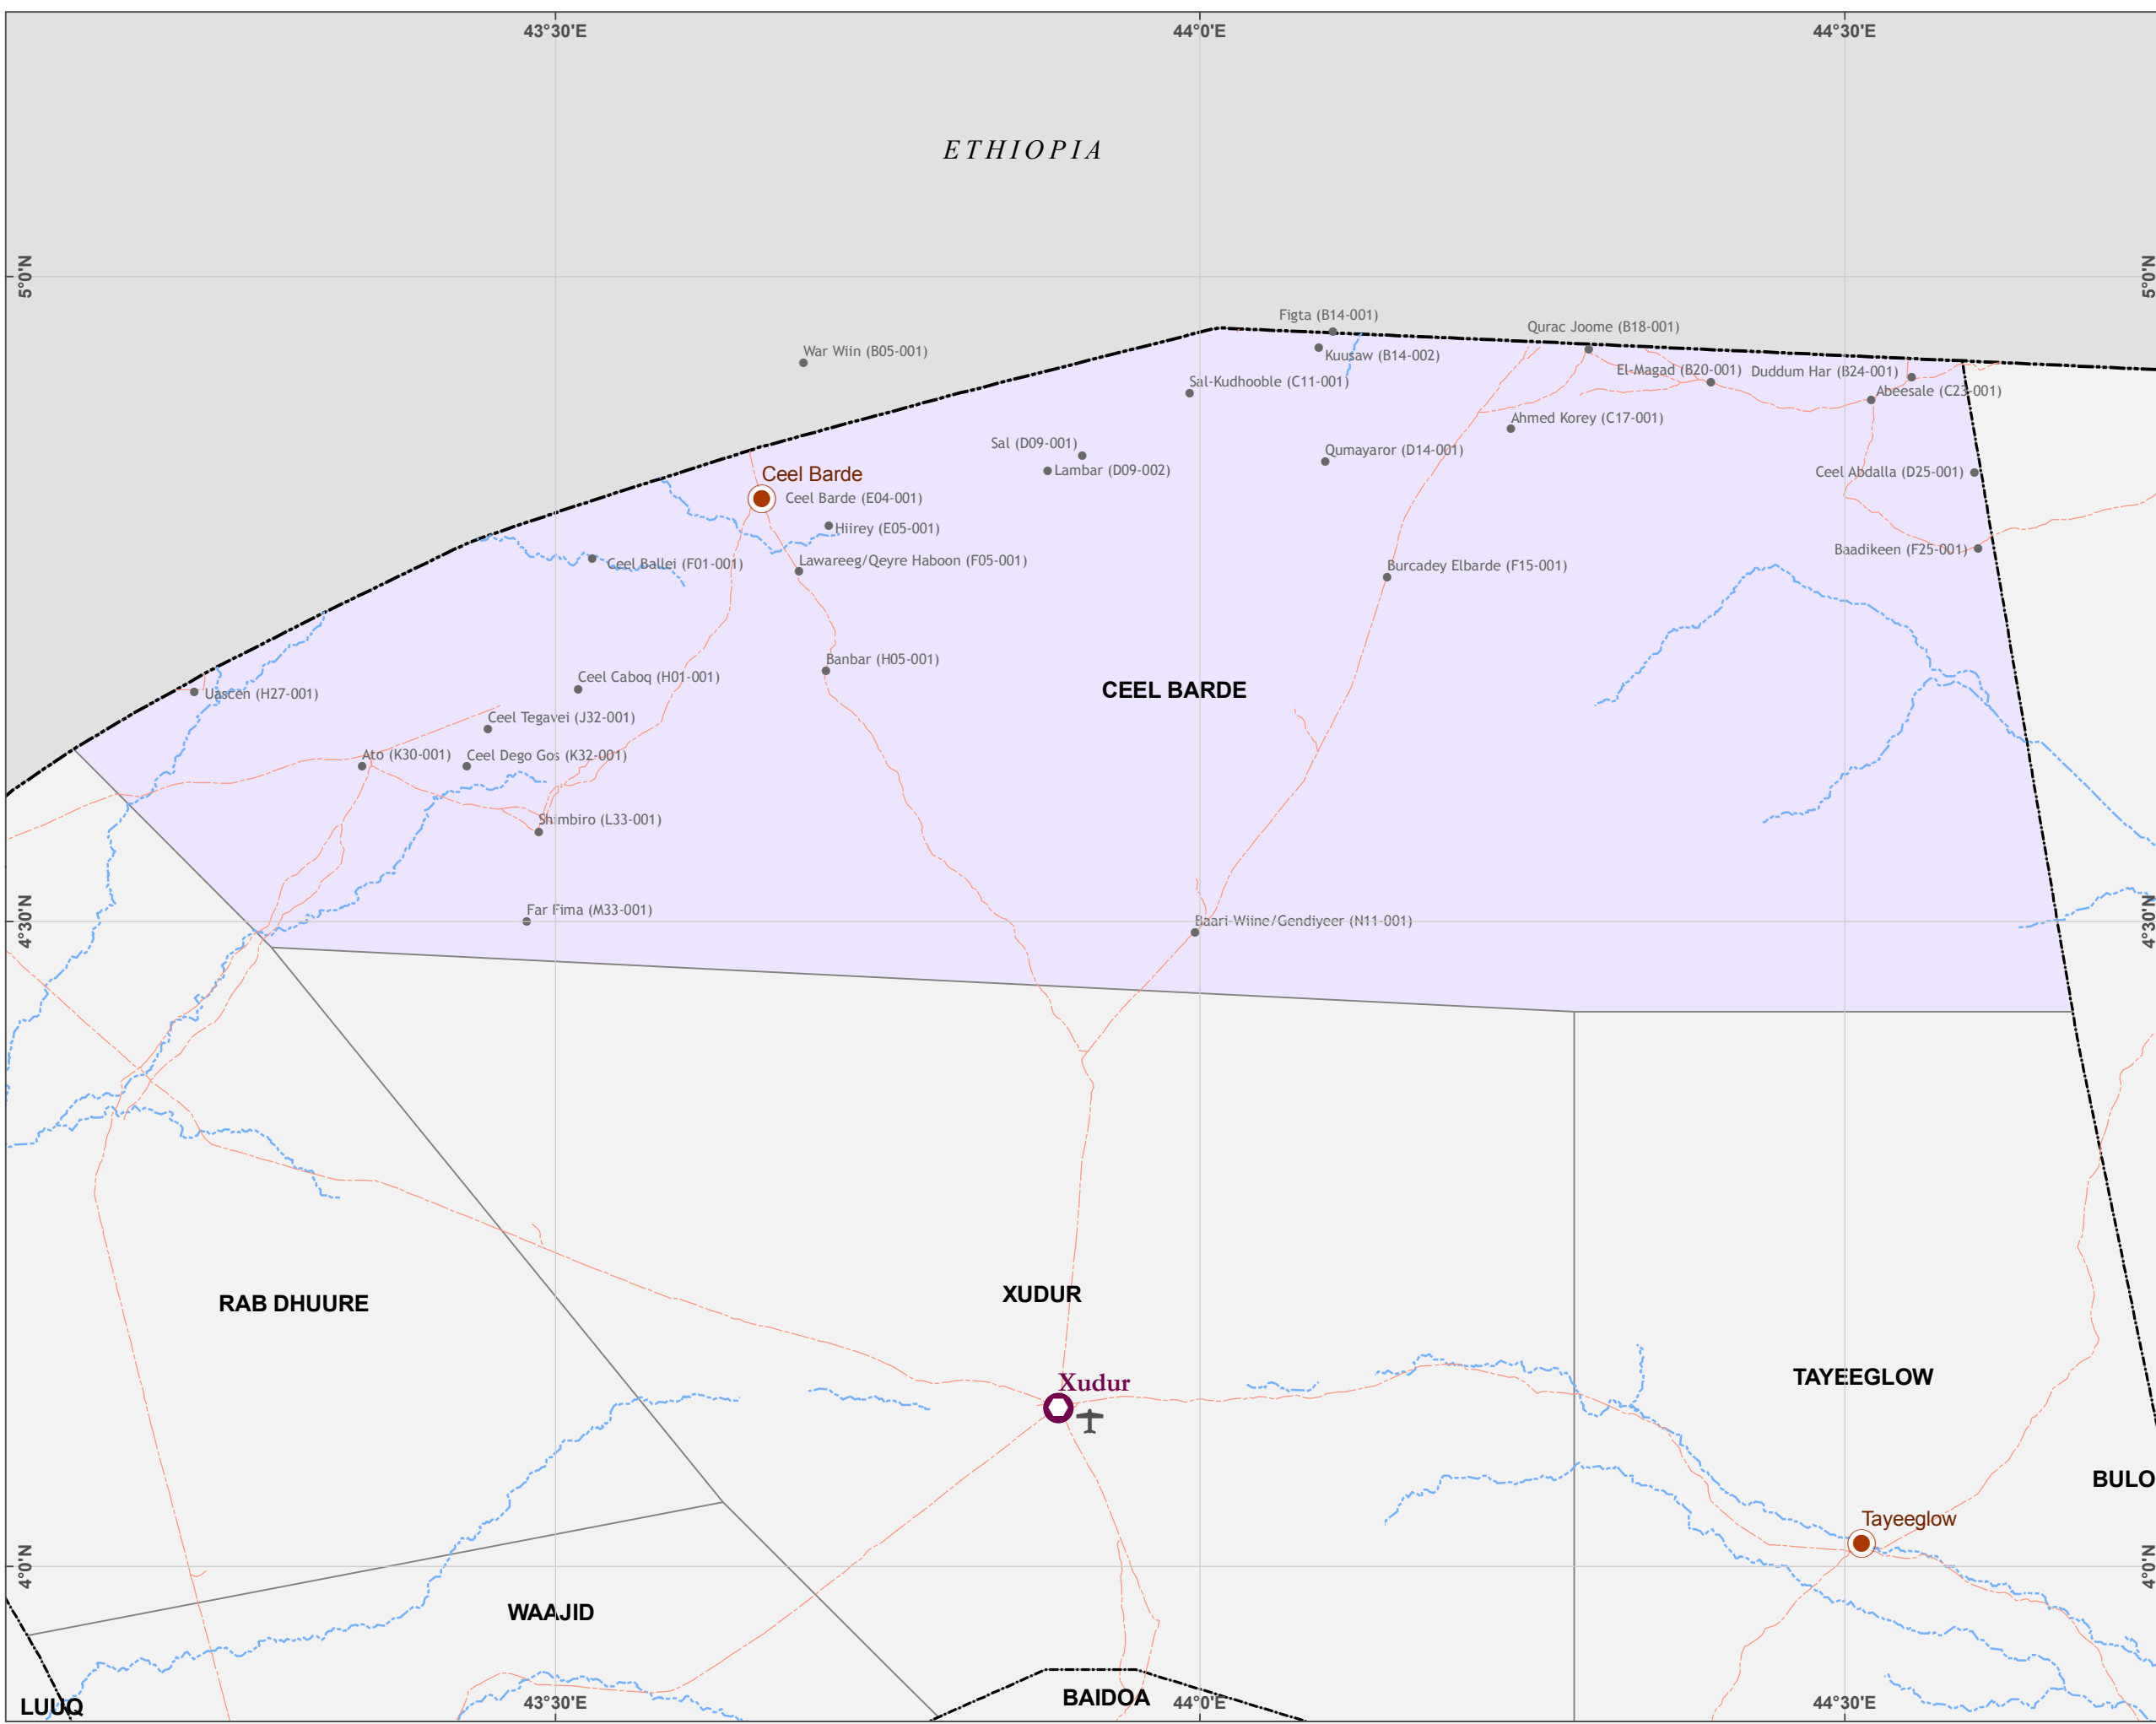 43°30'E
44°0'E
44°30'E
ETHIOPIA
5°0'N
5°0'N
Figta (B14-001)
Qurac Joome (B18-001)
War Wiin (B05-001)
Kuusaw (B14-002)
El-Magad (B20-001)
Duddum Har (B24-001)
Sal-Kudhooble (C11-001)
Abeesale (C23-001)
Ahmed Korey (C17-001)
Sal (D09-001)
Qumayaror (D14-001)
Lambar (D09-002)
Ceel Abdalla (D25-001)
Ceel Barde
Ceel Barde (E04-001)
Hiirey (E05-001)
Baadikeen (F25-001)
Lawareeg/Qeyre Haboon (F05-001)
Ceel Ballei (F01-001)
Burcadey Elbarde (F15-001)
Banbar (H05-001)
Ceel Caboq (H01-001)
CEEL BARDE
Uascen (H27-001)
Ceel Tegavei (J32-001)
Ato (K30-001)
Ceel Dego Gos (K32-001)
Shimbiro (L33-001)
Far Fima (M33-001)
Baari-Wiine/Gendiyeer (N11-001)
4°30'N
4°30'N
XUDUR
RAB DHUURE
TAYEEGLOW
Xudur
BULO
Tayeeglow
4°0'N
4°0'N
WAAJID
BAIDOA
LUUQ
43°30'E
44°0'E
44°30'E